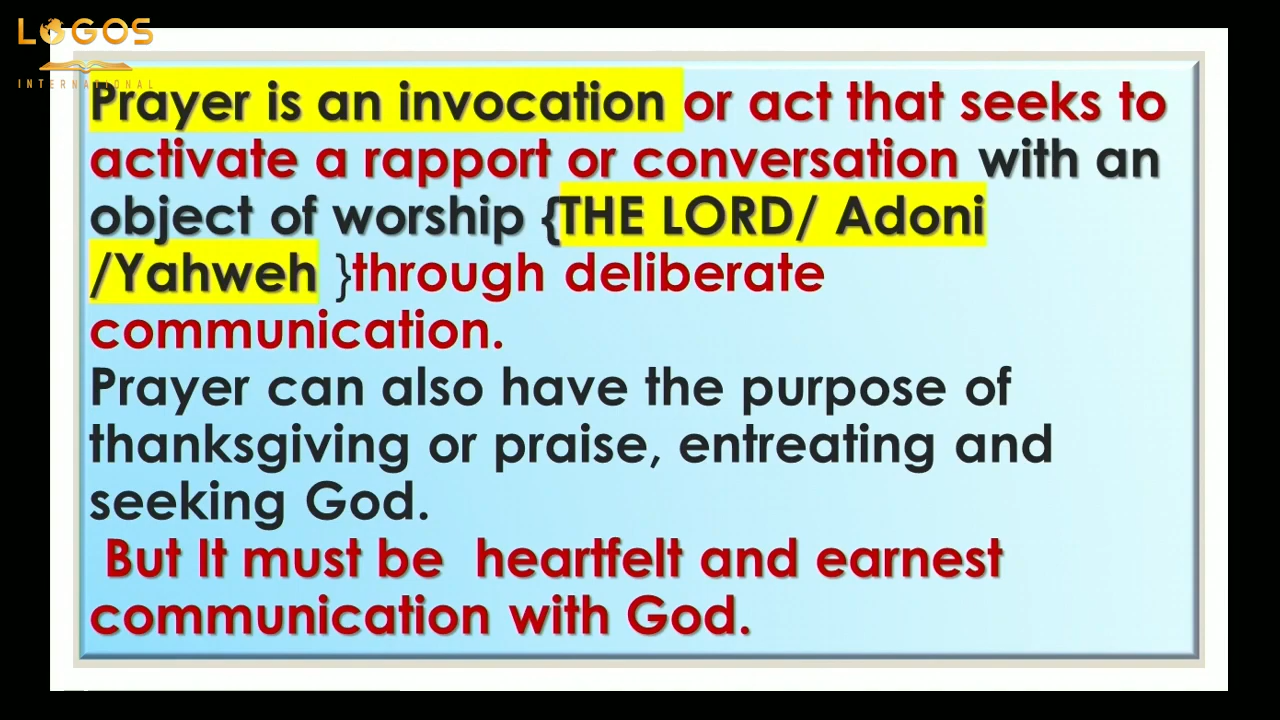 LOGOS
INTERNATIONAL
Prayer is an invocation or act that seeks to
activate a rapport or conversation with an
object of worship {THE LORD/ Adoni
/Yahweh }through deliberate
communication.
Prayer can also have the purpose of
thanksgiving or praise, entreating and
seeking God.
But It must be heartfelt and earnest
communication with God.